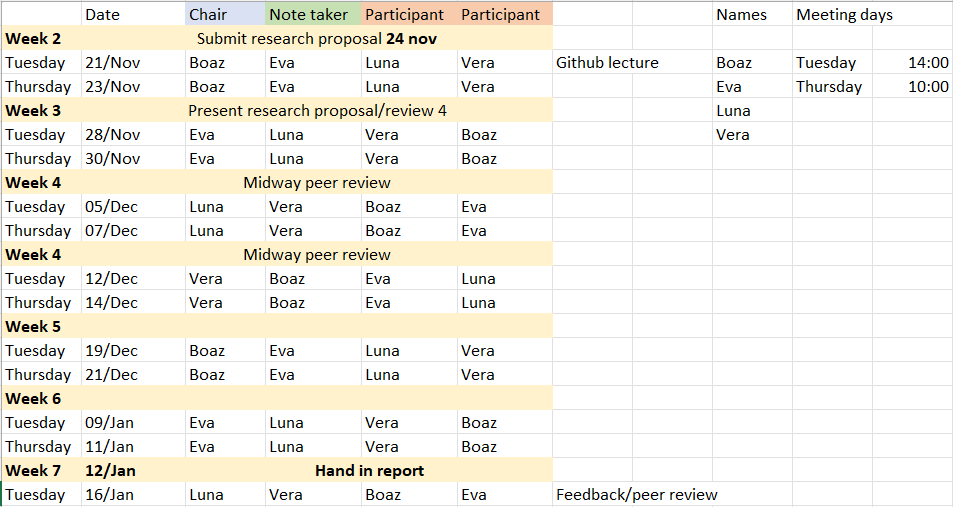 Date Chair Note taker Participant Participant Names Meeting days
Week 2 Submit research proposal 24 nov
Tuesday 21/Nov Boaz Eva Luna Vera Github lecture Boaz Tuesday 14:00
Thursday 23/Nov Boaz Eva Luna Vera Eva Thursday 10:00
Week 3 Present research proposal/review 4 Luna
Tuesday 28/Nov Eva Luna Vera Boaz Vera
Thursday 30/Nov Eva Luna Vera Boaz
Week 4 Midway peer review
Tuesday 05/Dec Luna Vera Boaz Eva
Thursday 07/Dec Luna Vera Boaz Eva
Week 4 Midway peer review
Tuesday 12/Dec Vera Boaz Eva Luna
Thursday 14/Dec Vera Boaz Eva Luna
Week 5
Tuesday 19/Dec Boaz Eva Luna Vera
Thursday 21/Dec Boaz Eva Luna Vera
Week 6
Tuesday 09/Jan Eva Luna Vera Boaz
Thursday 11/Jan Eva Luna Vera Boaz
Week 7 12/Jan Hand in report
Tuesday 16/Jan Luna Vera Boaz Eva Feedback/peer review